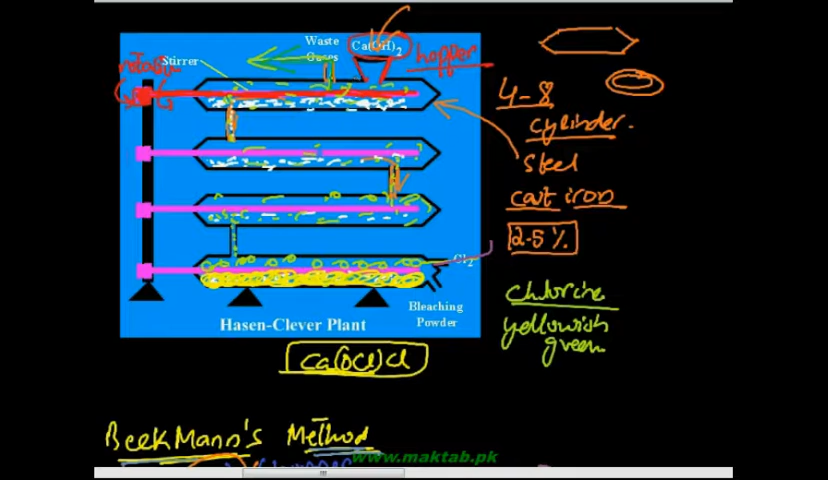 Waste
Gases
Ca(OH)2
Stirrer
hopper
rotating
4-8
cylinder.
steel
cast iron
2.5%
Cl2
chlorine
yellowish
green
Bleaching
Powder
Hasen-Clever Plant
Ca(OCl)Cl
BeekMann's Method
www.maktab.pk